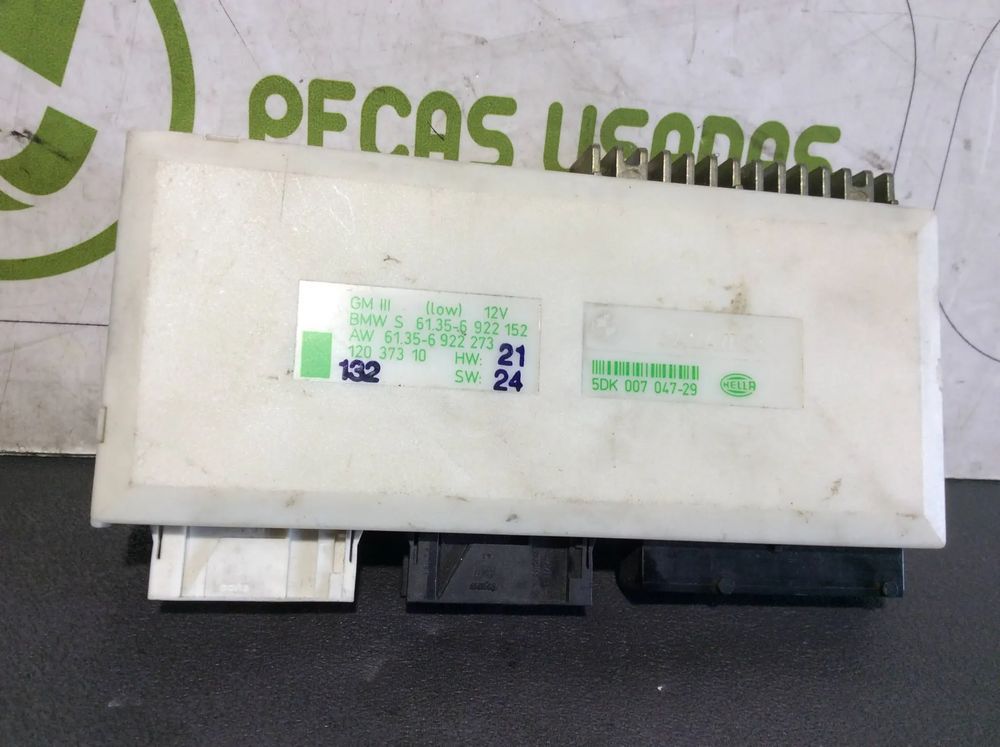 PEÇAS USADAS
GM III (low) 12V
BMW S 61.35-6 922 152
AW 61.35-6 922 273
120 373 10 HW: 21
132 SW: 24
5DK 007 047-29 HELLA